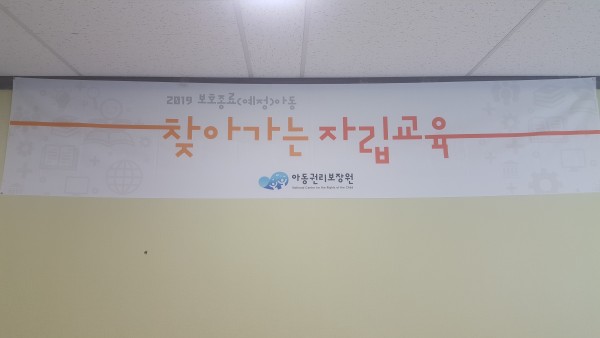 2019 보호종료(예정)아동
찾아가는 자립교육
아동권리보장원